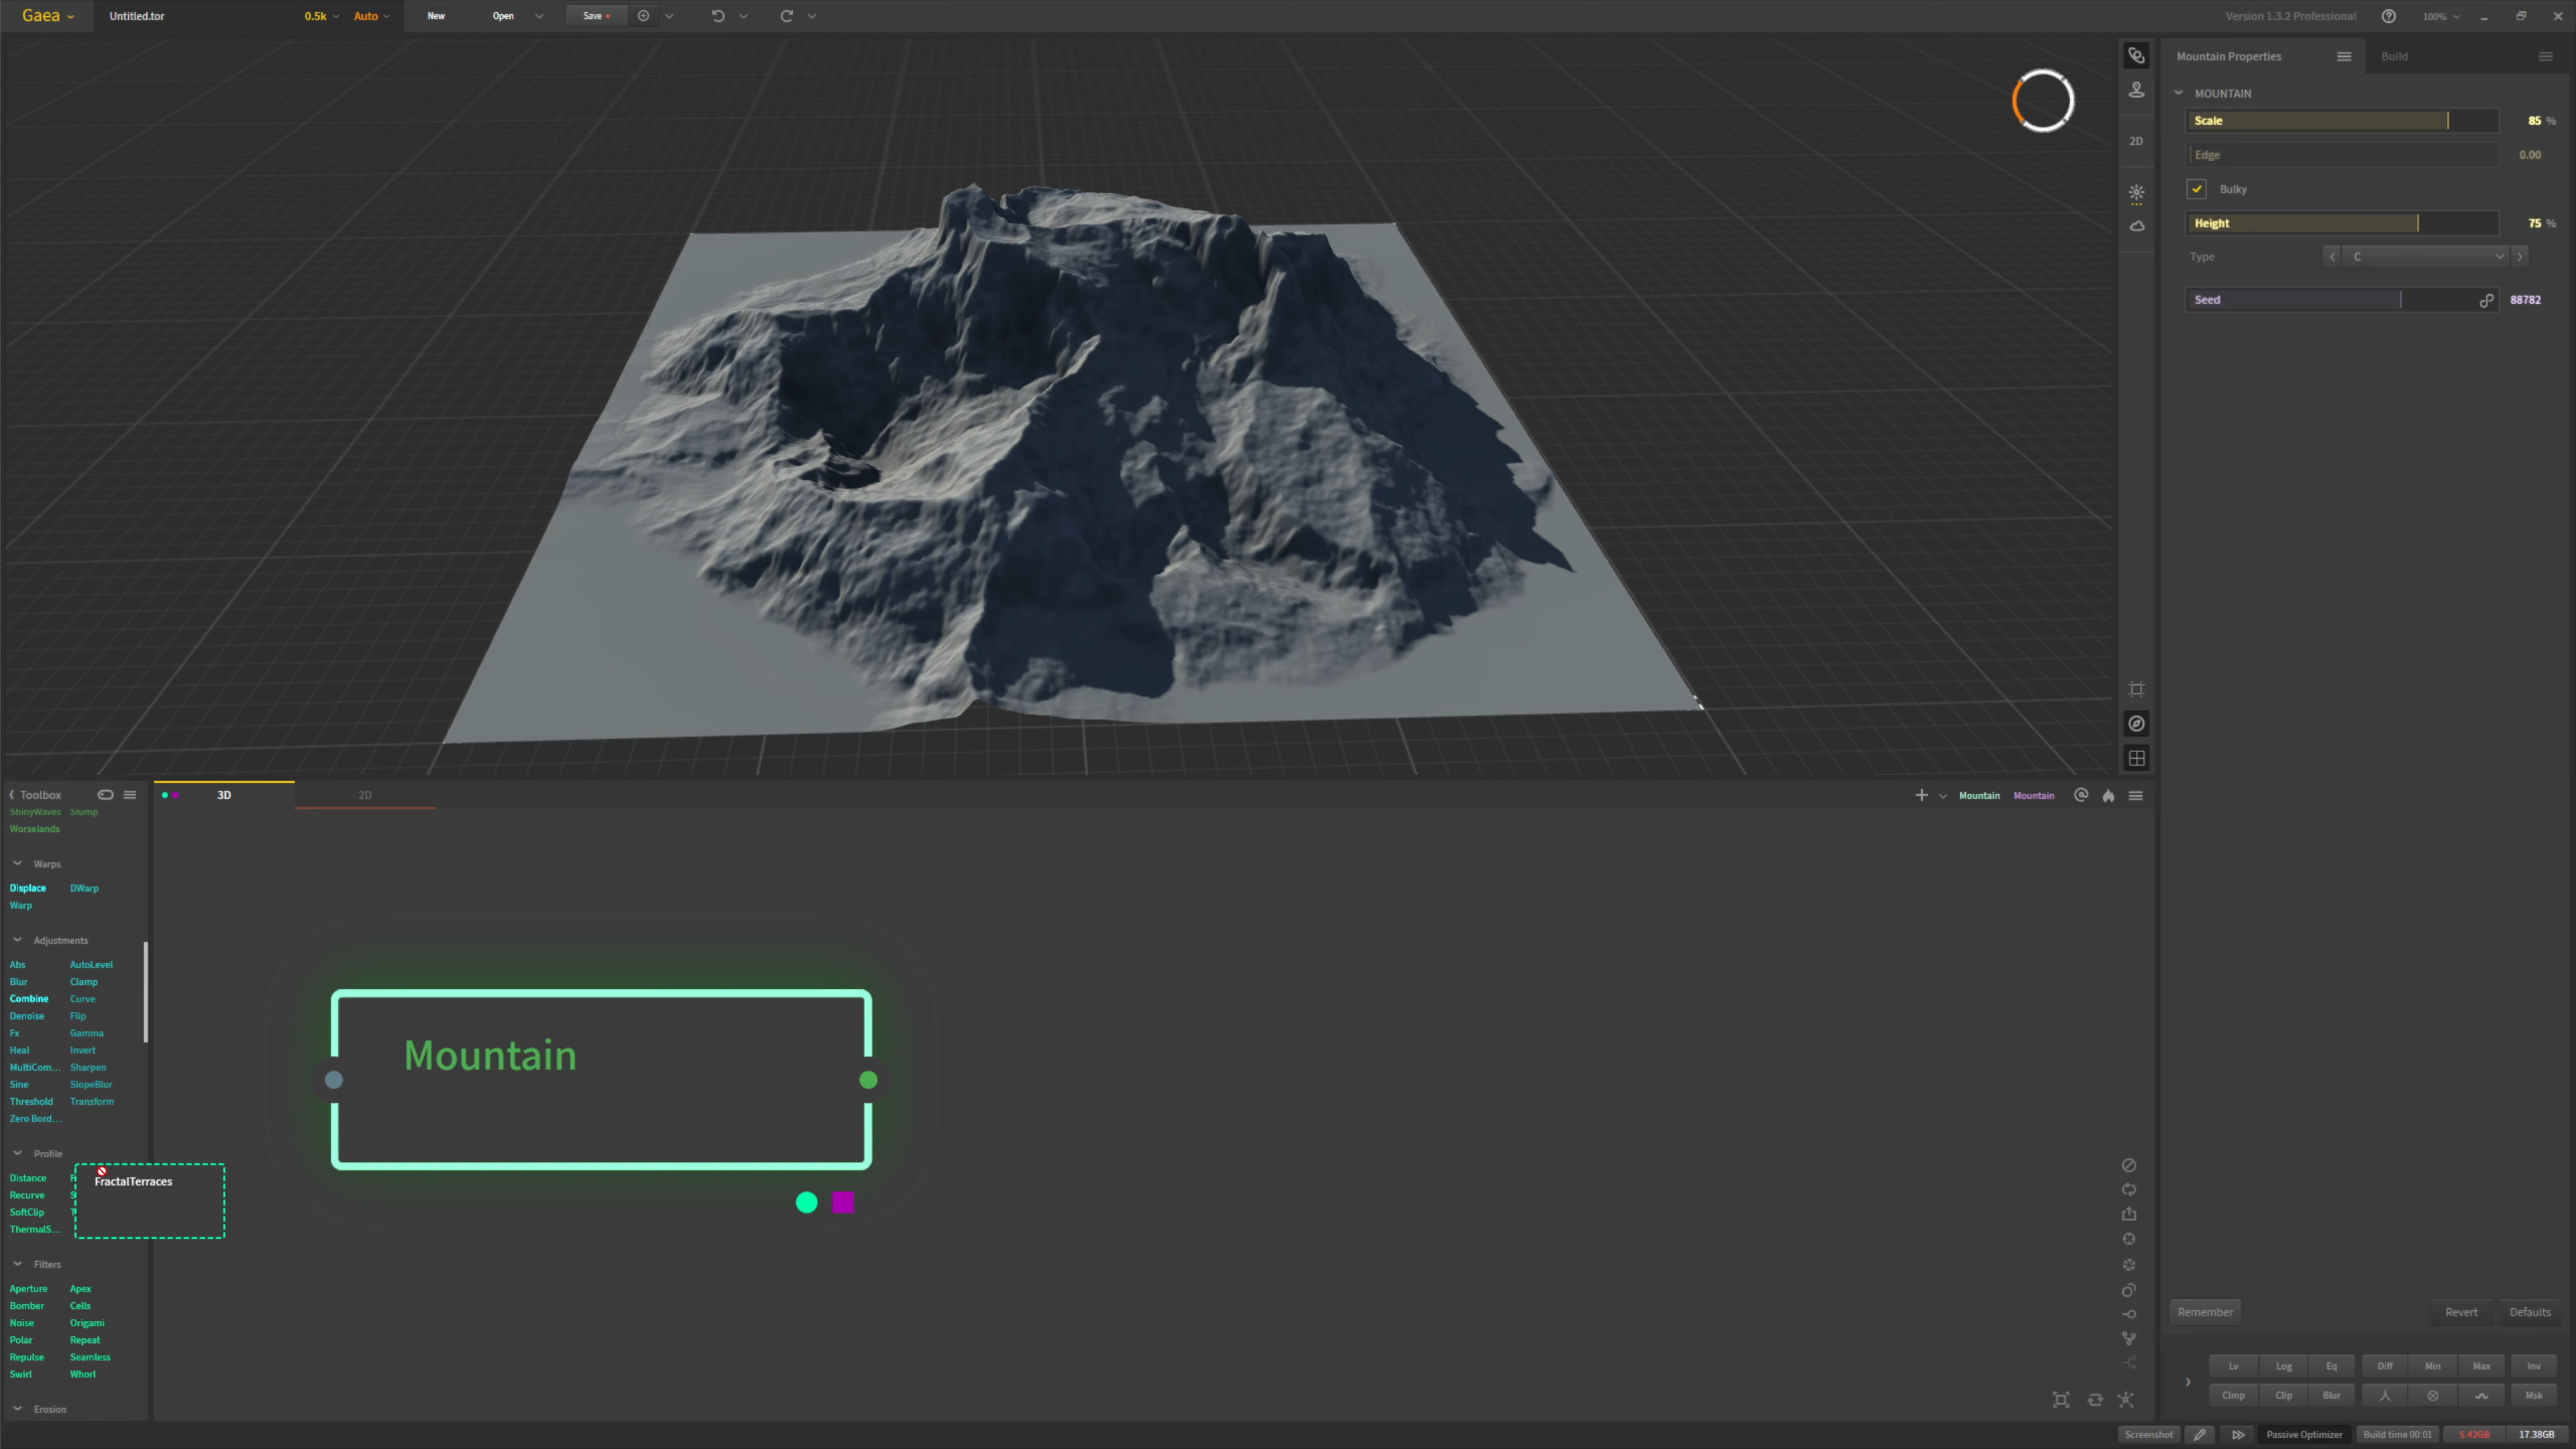 Gaea
Untitled.tor
0.5k
Auto
New
Open
Save
Version 1.3.2 Professional
100%
Mountain Properties
Build
MOUNTAIN
Scale
85 %
Edge
0.00
Bulky
Height
75 %
Type
C
Seed
88782
2D
Toolbox
3D
2D
Mountain
Mountain
ShinyWaves
Slump
Worselands
Warps
Displace
DWarp
Warp
Adjustments
Abs
AutoLevel
Blur
Clamp
Combine
Curve
Denoise
Flip
Fx
Gamma
Heal
Invert
MultiCom...
Sharpen
Sine
SlopeBlur
Threshold
Transform
Zero Bord...
Profile
Distance
FractalTerraces
Recurve
SoftClip
ThermalS...
Filters
Aperture
Apex
Bomber
Cells
Noise
Origami
Polar
Repeat
Repulse
Seamless
Swirl
Whorl
Erosion
Mountain
Remember
Revert
Defaults
Lv
Log
Eq
Diff
Min
Max
Inv
Clmp
Clip
Blur
Msk
Screenshot
Passive Optimizer
Build time 00:01
5.42GB
17.38GB